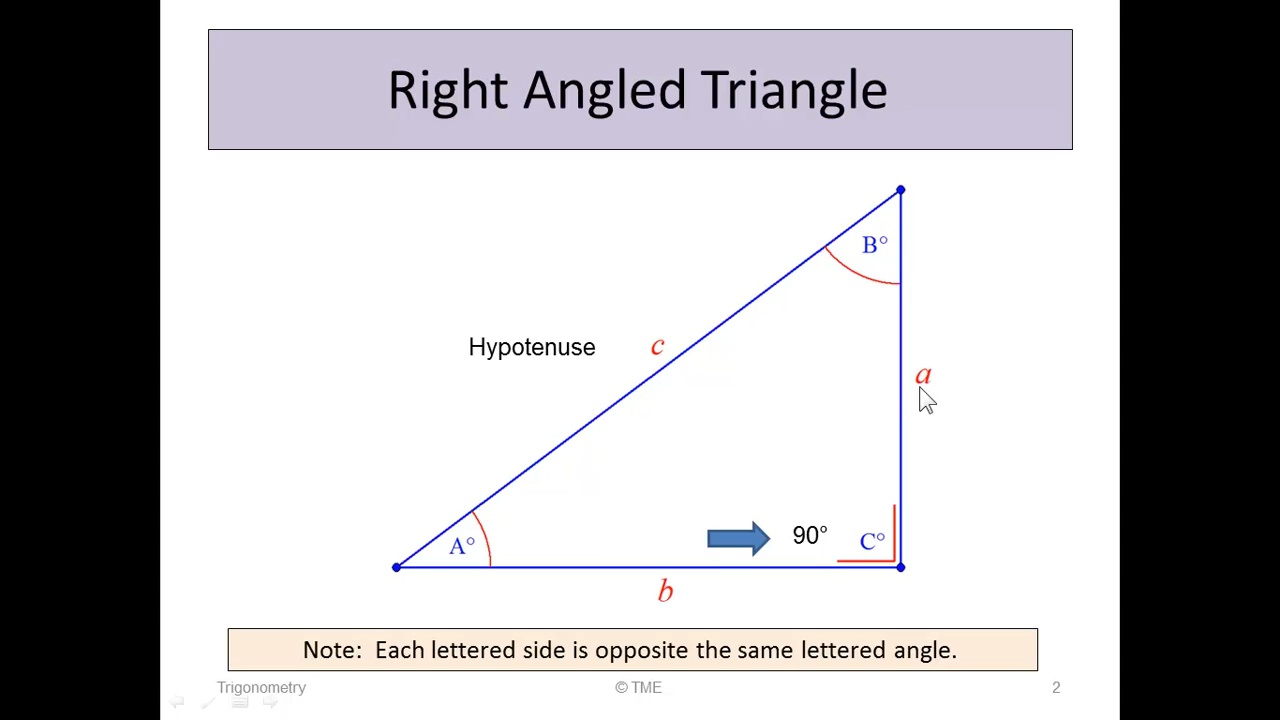 Right Angled Triangle
B°
Hypotenuse
c
a
A°
90°
C°
b
Note: Each lettered side is opposite the same lettered angle.
Trigonometry
© TME
2